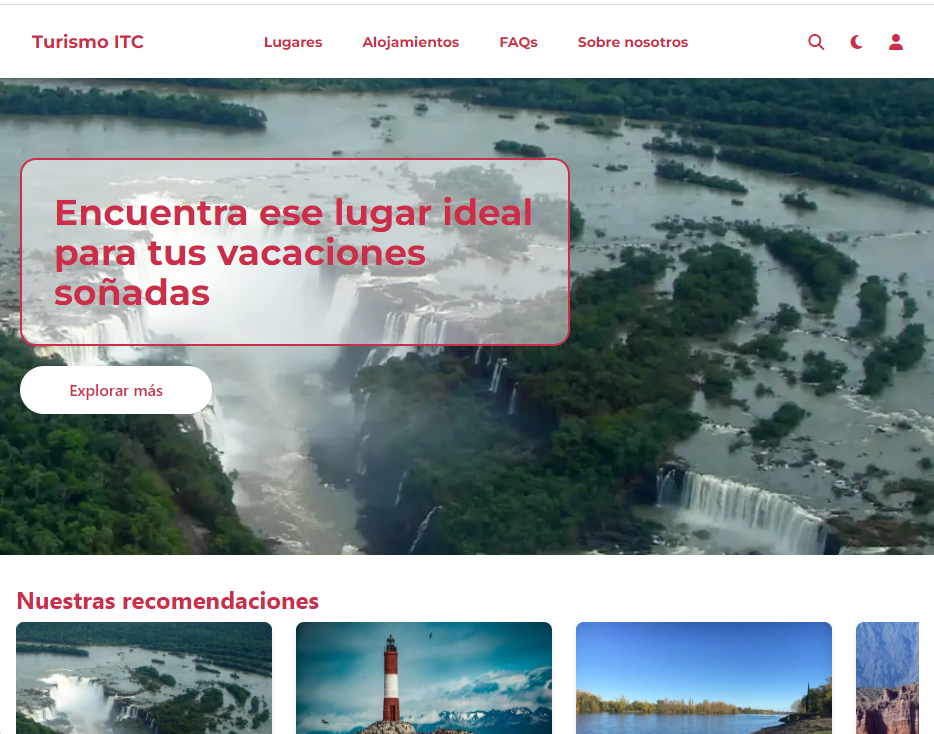 Turismo ITC
Lugares
Alojamientos
FAQs
Sobre nosotros
Encuentra ese lugar ideal
para tus vacaciones
soñadas
Explorar más
Nuestras recomendaciones